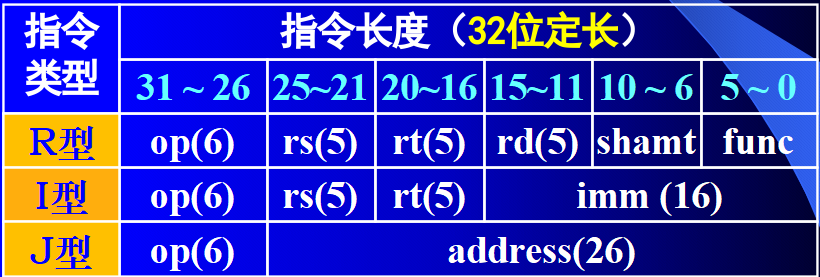 指令类型 指令长度（32位定长）
31 ~ 26 25~21 20~16 15~11 10 ~ 6 5 ~ 0
R型 op(6) rs(5) rt(5) rd(5) shamt func
I型 op(6) rs(5) rt(5) imm (16)
J型 op(6) address(26)